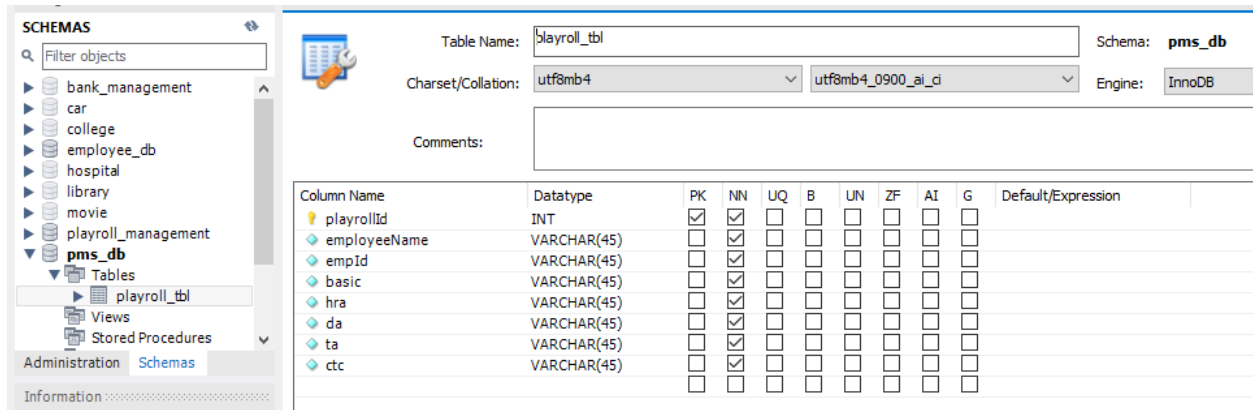 SCHEMAS
Filter objects
bank_management
car
college
employee_db
hospital
library
movie
playroll_management
pms_db
Tables
playroll_tbl
Views
Stored Procedures
Administration Schemas
Information
Table Name: playroll_tbl Schema: pms_db
Charset/Collation: utf8mb4 utf8mb4_0900_ai_ci Engine: InnoDB
Comments:
Column Name Datatype PK NN UQ B UN ZF AI G Default/Expression
playrollId INT
employeeName VARCHAR(45)
empId VARCHAR(45)
basic VARCHAR(45)
hra VARCHAR(45)
da VARCHAR(45)
ta VARCHAR(45)
ctc VARCHAR(45)